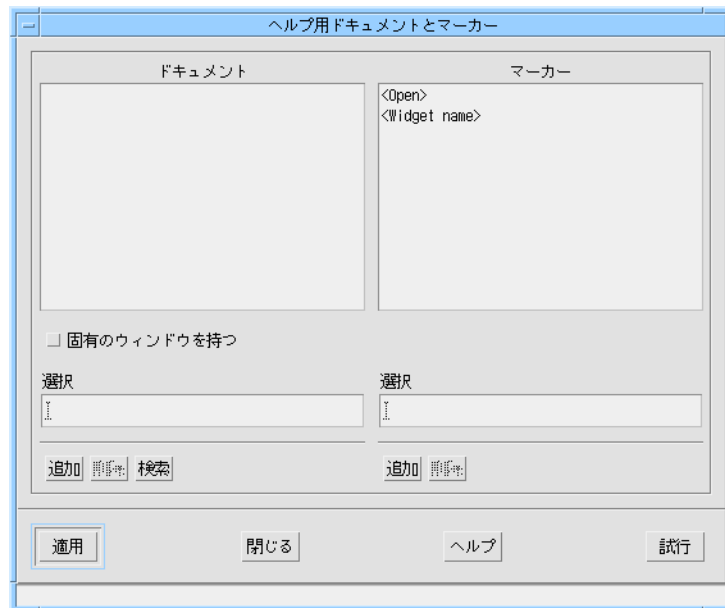 ヘルプ用ドキュメントとマーカー
ドキュメント
マーカー
<Open>
<Widget name>
固有のウィンドウを持つ
選択
選択
追加
検索
追加
適用
閉じる
ヘルプ
試行